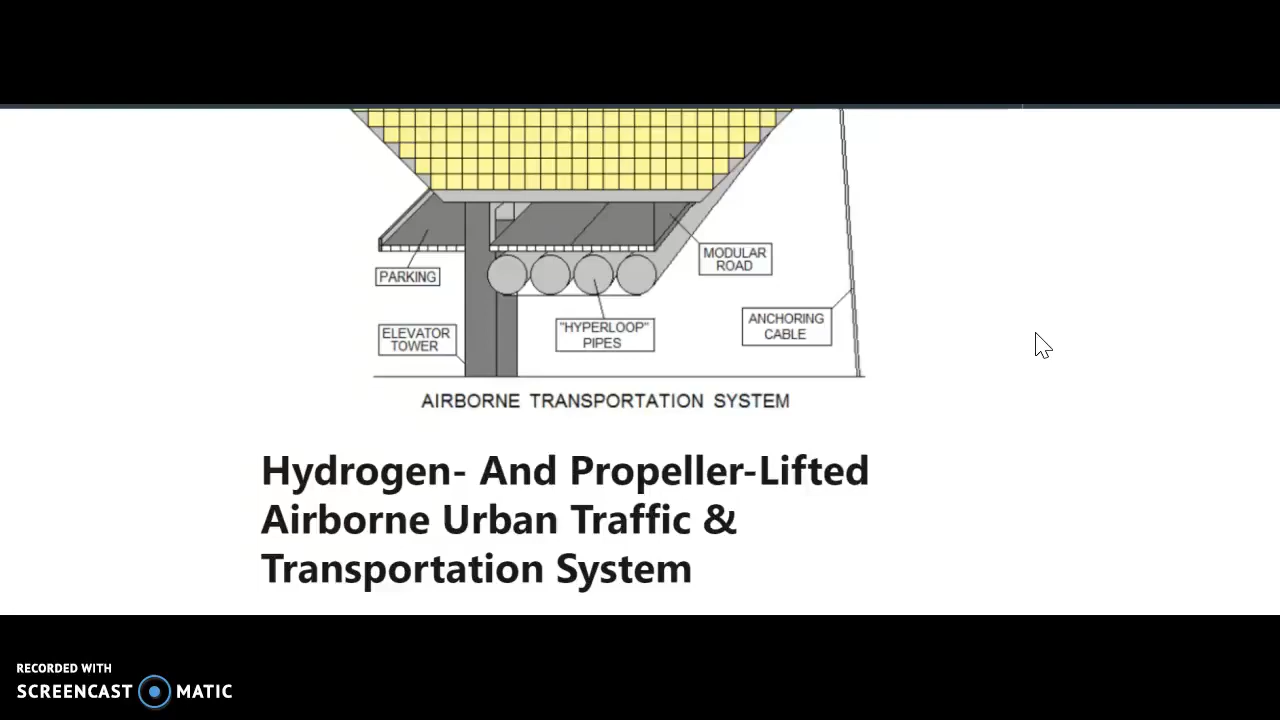 MODULAR
ROAD
PARKING
"HYPERLOOP"
PIPES
ANCHORING
CABLE
ELEVATOR
TOWER
AIRBORNE TRANSPORTATION SYSTEM
Hydrogen- And Propeller-Lifted
Airborne Urban Traffic &
Transportation System
RECORDED WITH
SCREENCAST MATIC